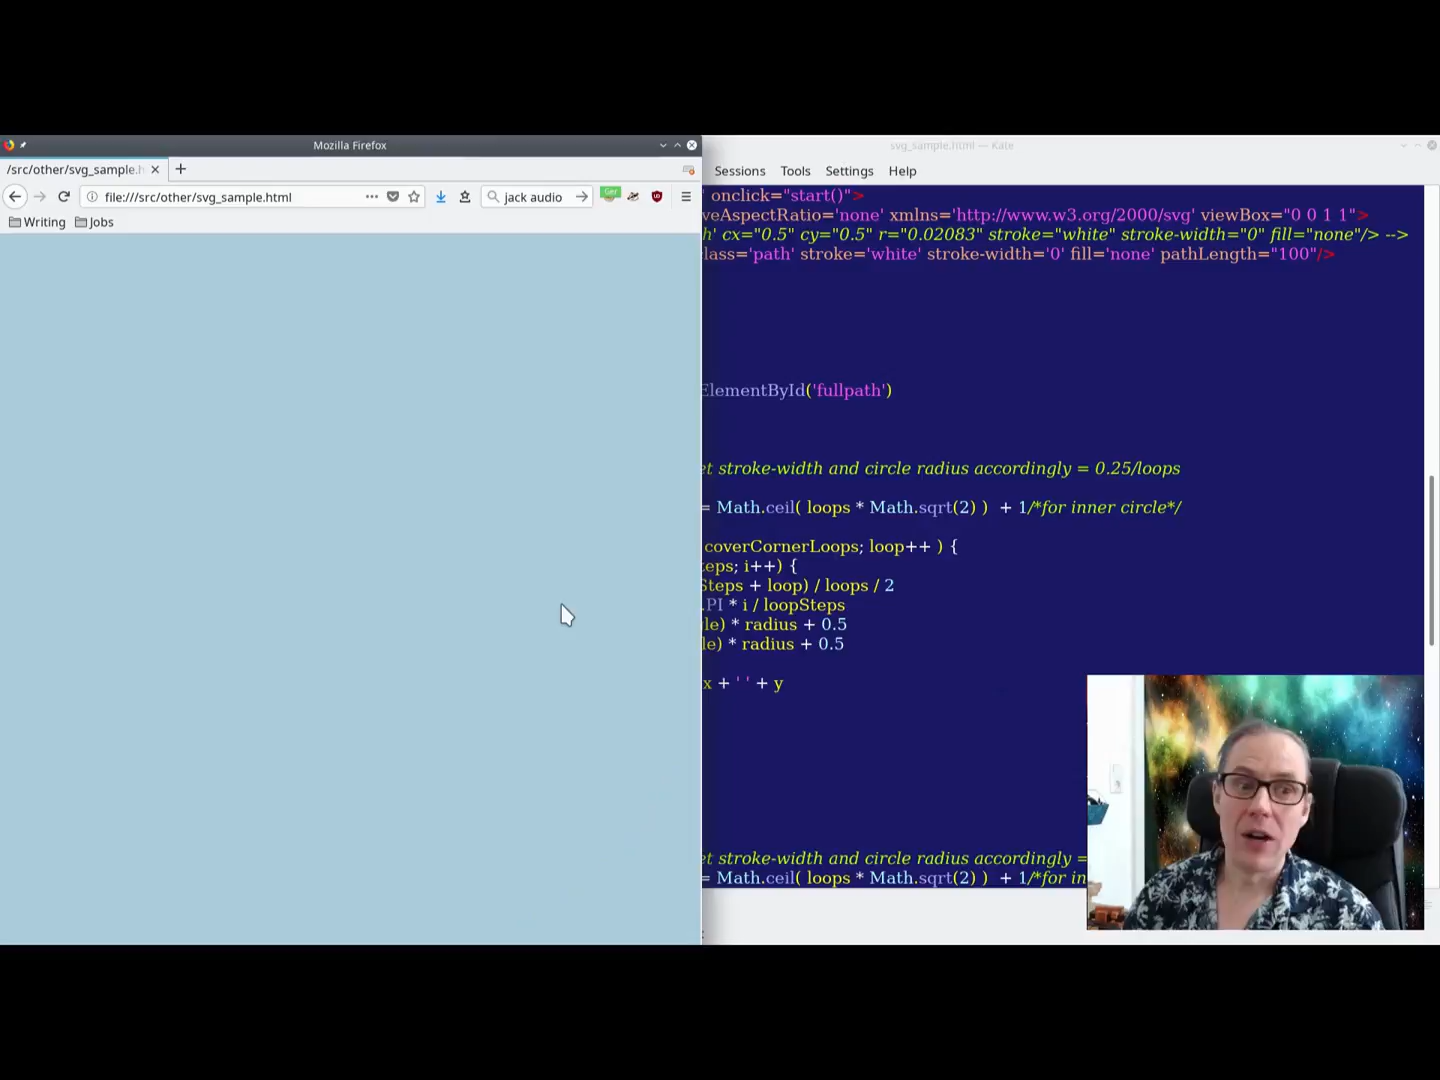 Mozilla Firefox
/src/other/svg_sample.h
file:///src/other/svg_sample.html
jack audio
Ger
Writing
Jobs
svg_sample.html — Kate
Sessions Tools Settings Help
' onclick="start()">
veAspectRatio='none' xmlns='http://www.w3.org/2000/svg' viewBox="0 0 1 1">
h' cx="0.5" cy="0.5" r="0.02083" stroke="white" stroke-width="0" fill="none"/> -->
lass='path' stroke='white' stroke-width='0' fill='none' pathLength="100"/>
ElementById('fullpath')
et stroke-width and circle radius accordingly = 0.25/loops
= Math.ceil( loops * Math.sqrt(2) ) + 1/*for inner circle*/
coverCornerLoops; loop++ ) {
eps; i++) {
Steps + loop) / loops / 2
.PI * i / loopSteps
le) * radius + 0.5
le) * radius + 0.5
x + ' ' + y
et stroke-width and circle radius accordingly =
= Math.ceil( loops * Math.sqrt(2) ) + 1/*for in